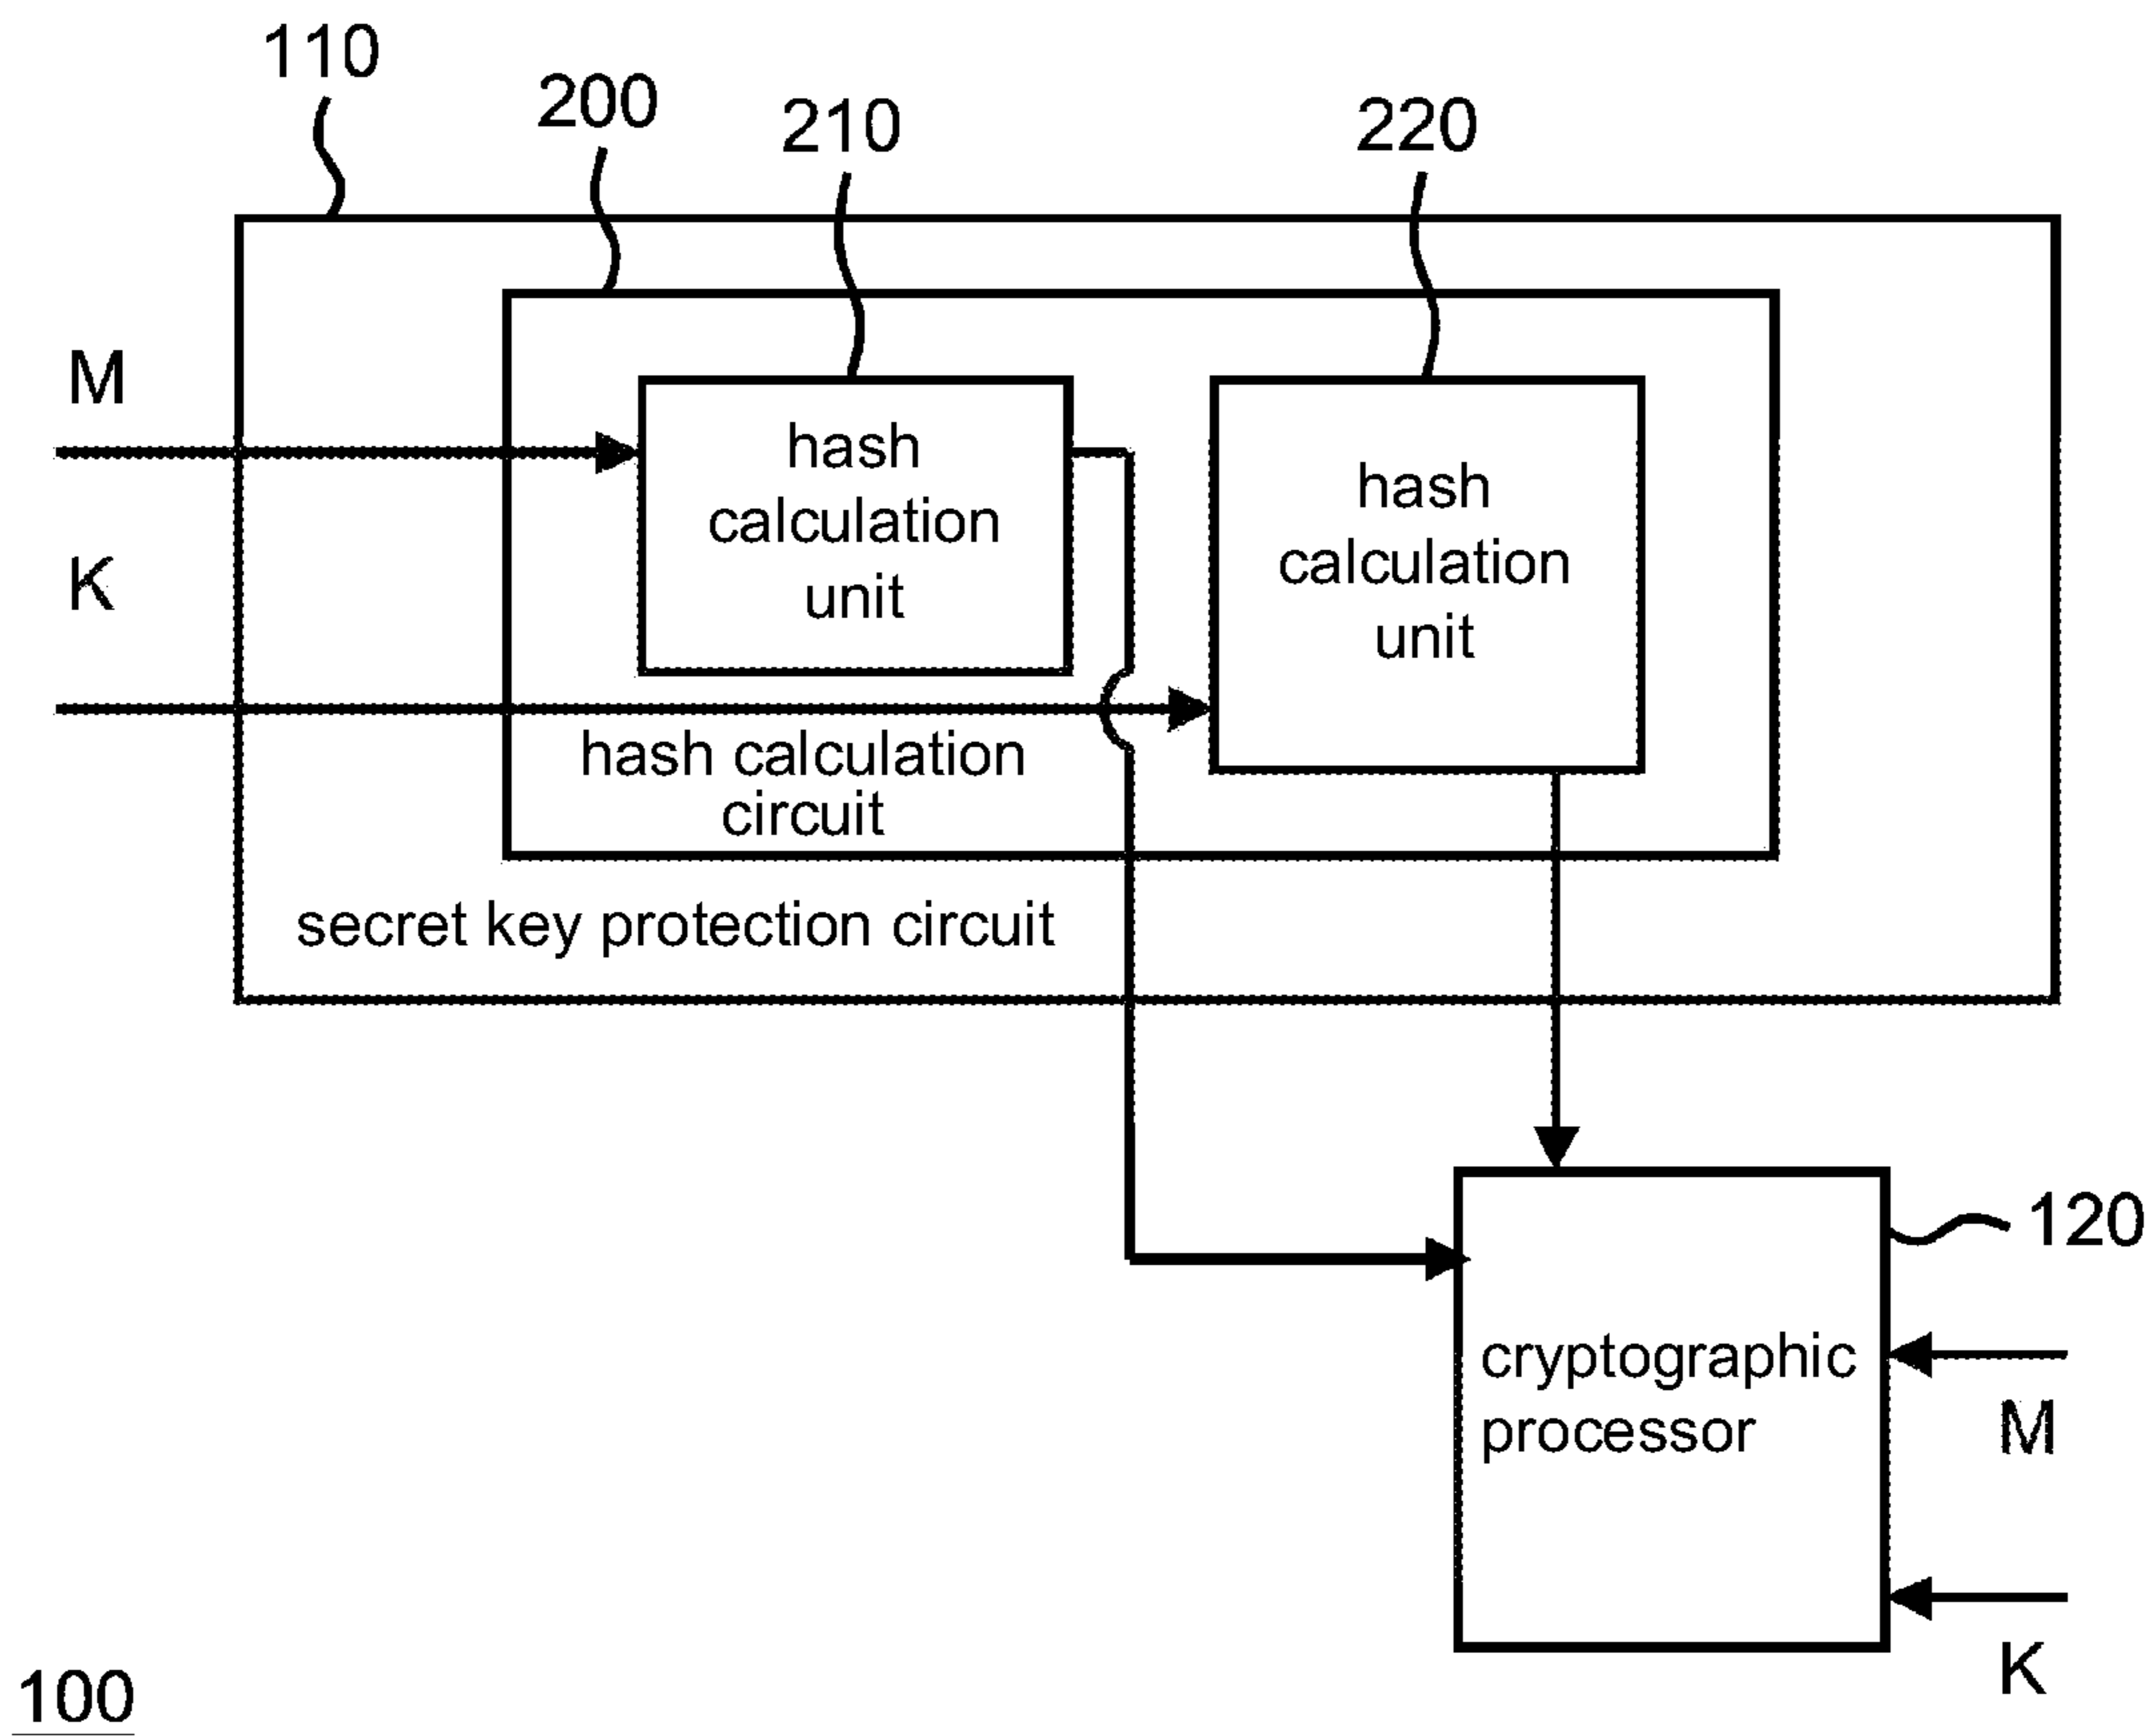 110
200
210
220
M
K
hash
calculation
unit
hash
calculation
unit
hash calculation
circuit
secret key protection circuit
120
cryptographic
processor
M
K
100